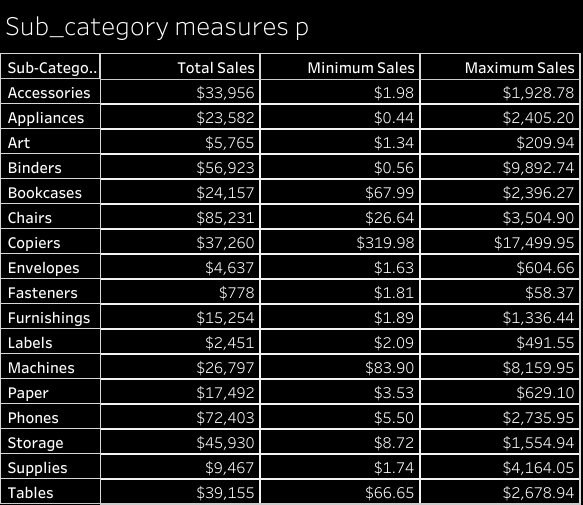 Sub_category measures p
Sub-Catego.. Total Sales Minimum Sales Maximum Sales
Accessories $33,956 $1.98 $1,928.78
Appliances $23,582 $0.44 $2,405.20
Art $5,765 $1.34 $209.94
Binders $56,923 $0.56 $9,892.74
Bookcases $24,157 $67.99 $2,396.27
Chairs $85,231 $26.64 $3,504.90
Copiers $37,260 $319.98 $17,499.95
Envelopes $4,637 $1.63 $604.66
Fasteners $778 $1.81 $58.37
Furnishings $15,254 $1.89 $1,336.44
Labels $2,451 $2.09 $491.55
Machines $26,797 $83.90 $8,159.95
Paper $17,492 $3.53 $629.10
Phones $72,403 $5.50 $2,735.95
Storage $45,930 $8.72 $1,554.94
Supplies $9,467 $1.74 $4,164.05
Tables $39,155 $66.65 $2,678.94